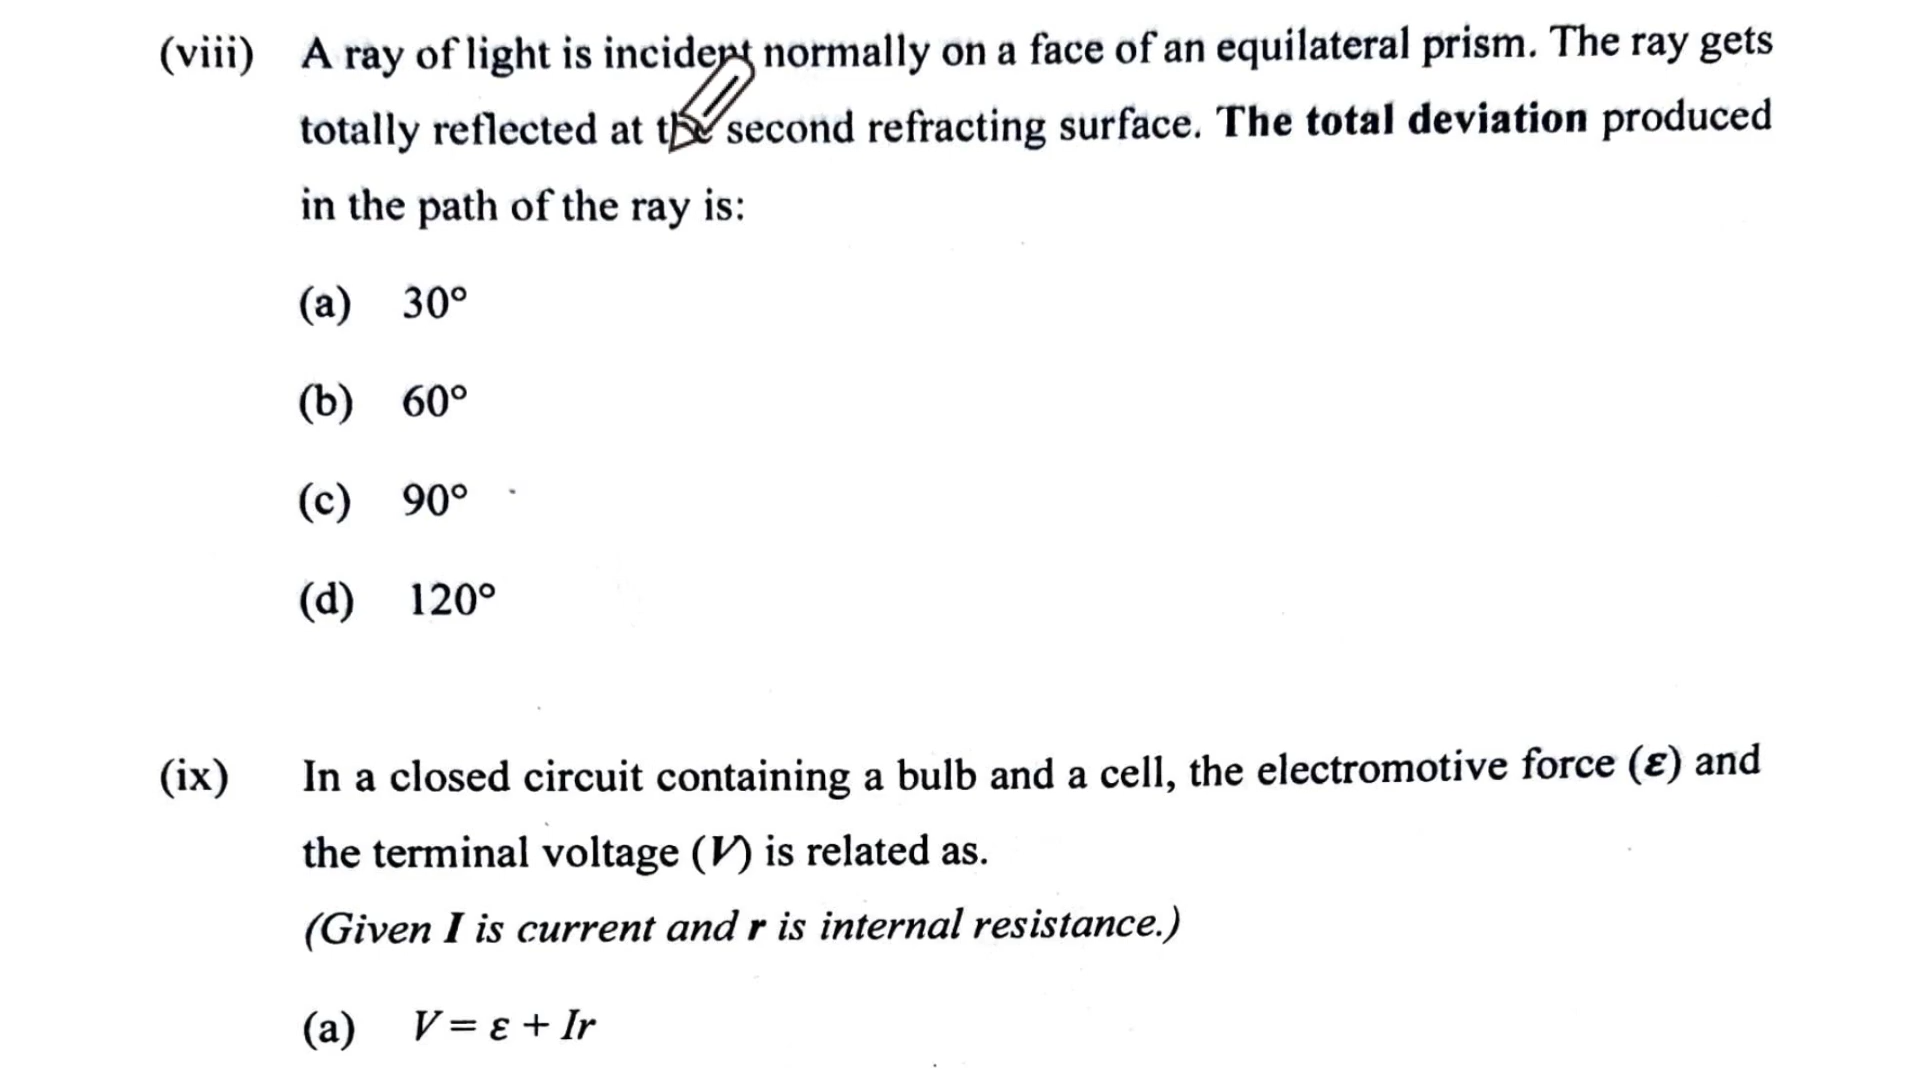 (viii) A ray of light is incident normally on a face of an equilateral prism. The ray gets
totally reflected at the second refracting surface. The total deviation produced
in the path of the ray is:
(a) 30°
(b) 60°
(c) 90°
(d) 120°
(ix) In a closed circuit containing a bulb and a cell, the electromotive force (ε) and
the terminal voltage (V) is related as.
(Given I is current and r is internal resistance.)
(a) V = ε + Ir